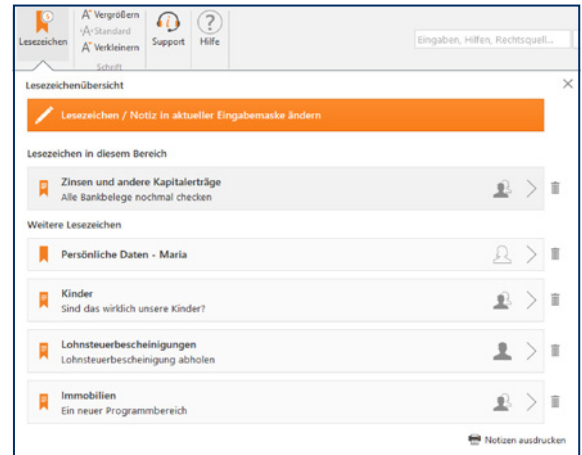 Lesezeichen
5
A Vergrößern
A Standard
A Verkleinern
Schrift
Support
?
Hilfe
Eingaben, Hilfen, Rechtsquell...
Lesezeichenübersicht
Lesezeichen / Notiz in aktueller Eingabemaske ändern
Lesezeichen in diesem Bereich
Zinsen und andere Kapitalerträge
Alle Bankbelege nochmal checken
Weitere Lesezeichen
Persönliche Daten - Maria
Kinder
Sind das wirklich unsere Kinder?
Lohnsteuerbescheinigungen
Lohnsteuerbescheinigung abholen
Immobilien
Ein neuer Programmbereich
Notizen ausdrucken